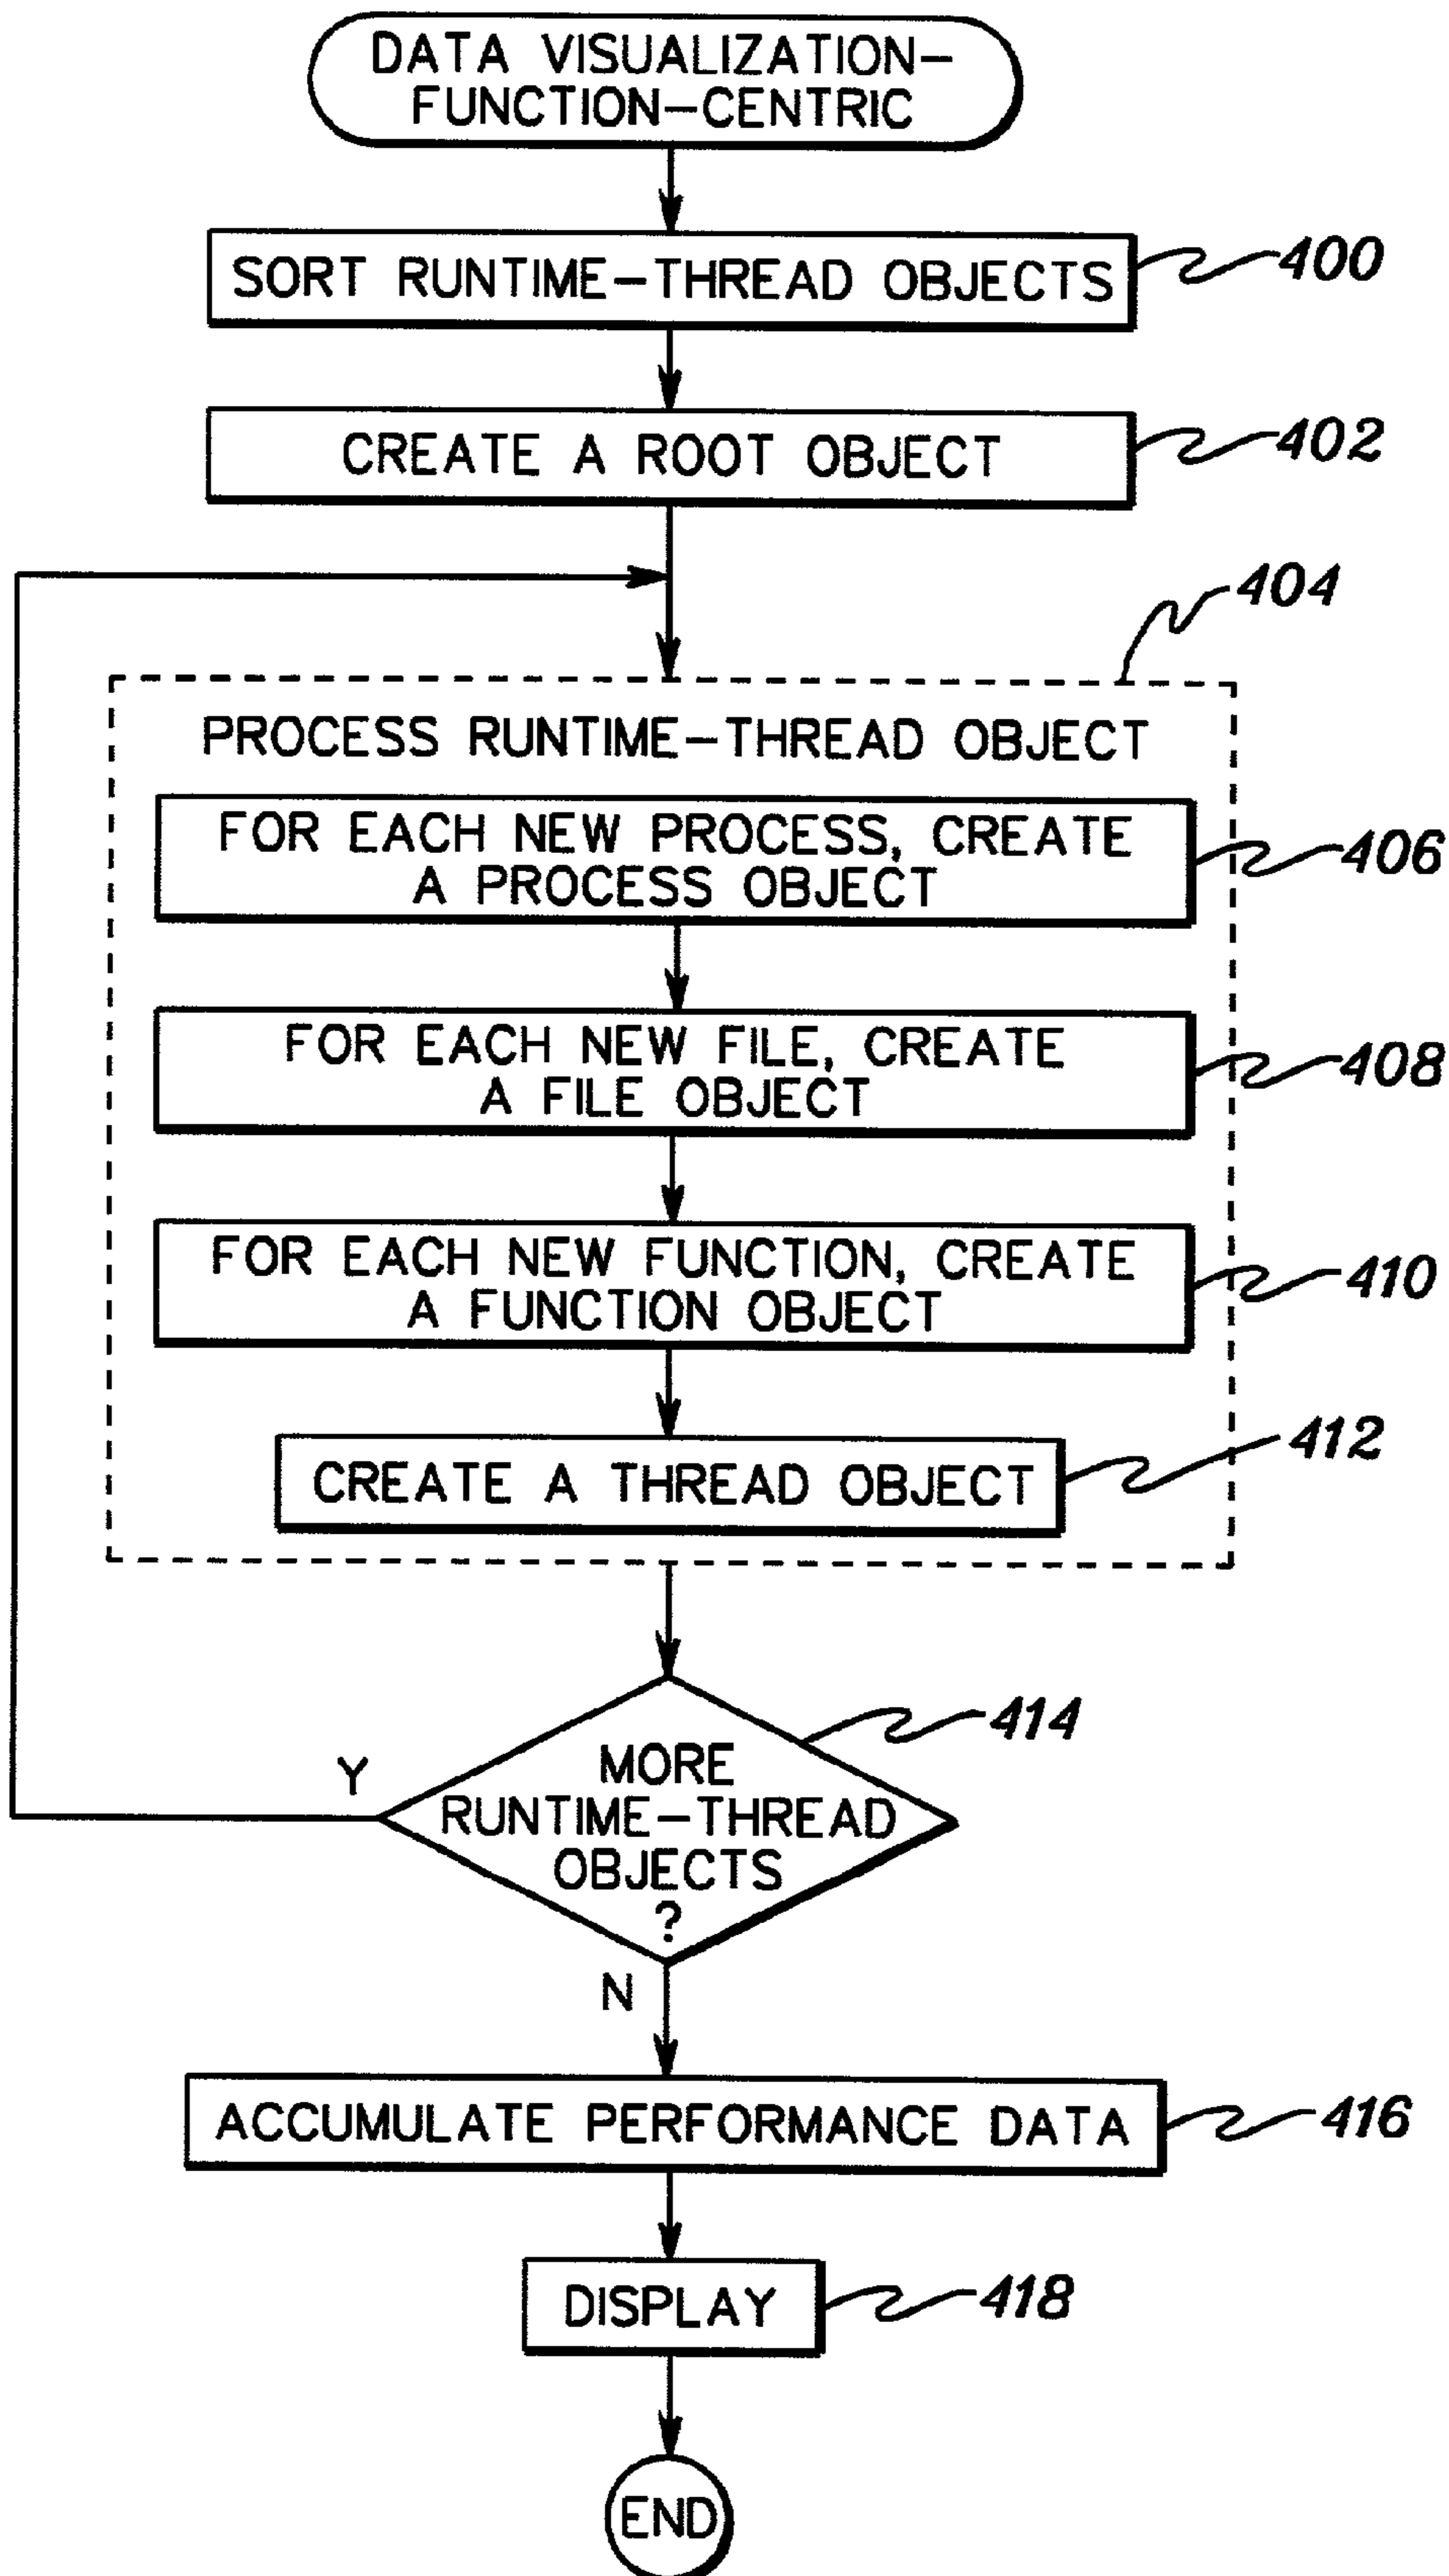 DATA VISUALIZATION-
FUNCTION-CENTRIC
SORT RUNTIME-THREAD OBJECTS
400
CREATE A ROOT OBJECT
402
404
PROCESS RUNTIME-THREAD OBJECT
FOR EACH NEW PROCESS, CREATE
A PROCESS OBJECT
406
FOR EACH NEW FILE, CREATE
A FILE OBJECT
408
FOR EACH NEW FUNCTION, CREATE
A FUNCTION OBJECT
410
CREATE A THREAD OBJECT
412
414
Y
MORE
RUNTIME-THREAD
OBJECTS
?
N
ACCUMULATE PERFORMANCE DATA
416
DISPLAY
418
END